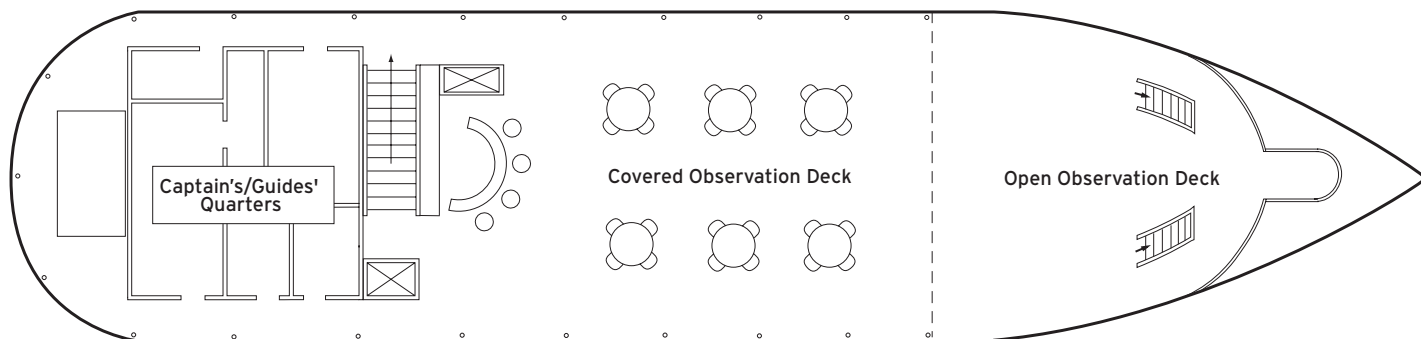 Captain's/Guides'
Quarters
Covered Observation Deck
Open Observation Deck